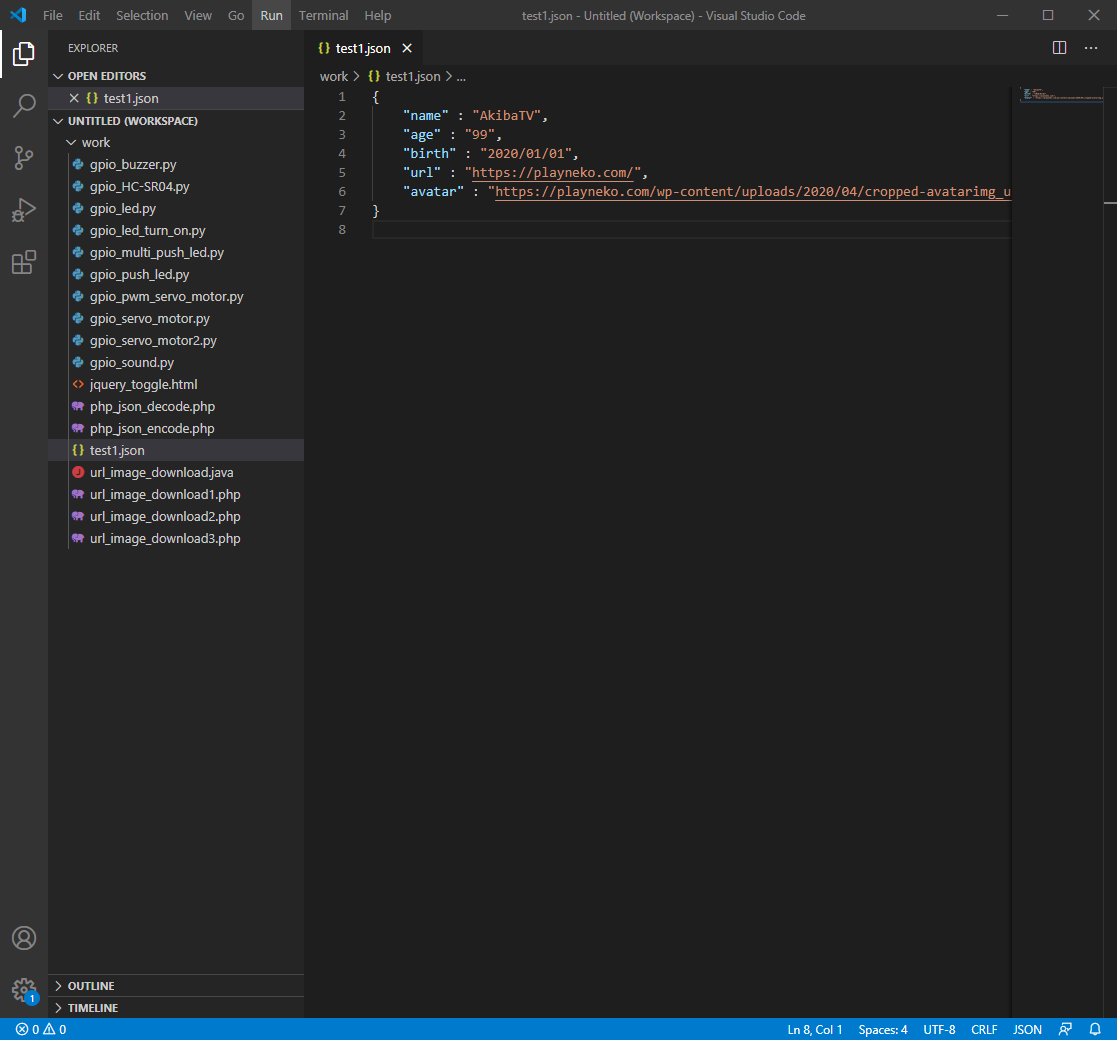 File Edit Selection View Go Run Terminal Help test1.json - Untitled (Workspace) - Visual Studio Code
EXPLORER
OPEN EDITORS
{} test1.json
UNTITLED (WORKSPACE)
work
gpio_buzzer.py
gpio_HC-SR04.py
gpio_led.py
gpio_led_turn_on.py
gpio_multi_push_led.py
gpio_push_led.py
gpio_pwm_servo_motor.py
gpio_servo_motor.py
gpio_servo_motor2.py
gpio_sound.py
<> jquery_toggle.html
php_json_decode.php
php_json_encode.php
{} test1.json
J url_image_download.java
url_image_download1.php
url_image_download2.php
url_image_download3.php
OUTLINE
TIMELINE
1
{} test1.json
work > {} test1.json > ...
1 {
2 "name" : "AkibaTV",
3 "age" : "99",
4 "birth" : "2020/01/01",
5 "url" : "https://playneko.com/",
6 "avatar" : "https://playneko.com/wp-content/uploads/2020/04/cropped-avatarimg_u
7 }
8
0 0 Ln 8, Col 1 Spaces: 4 UTF-8 CRLF JSON